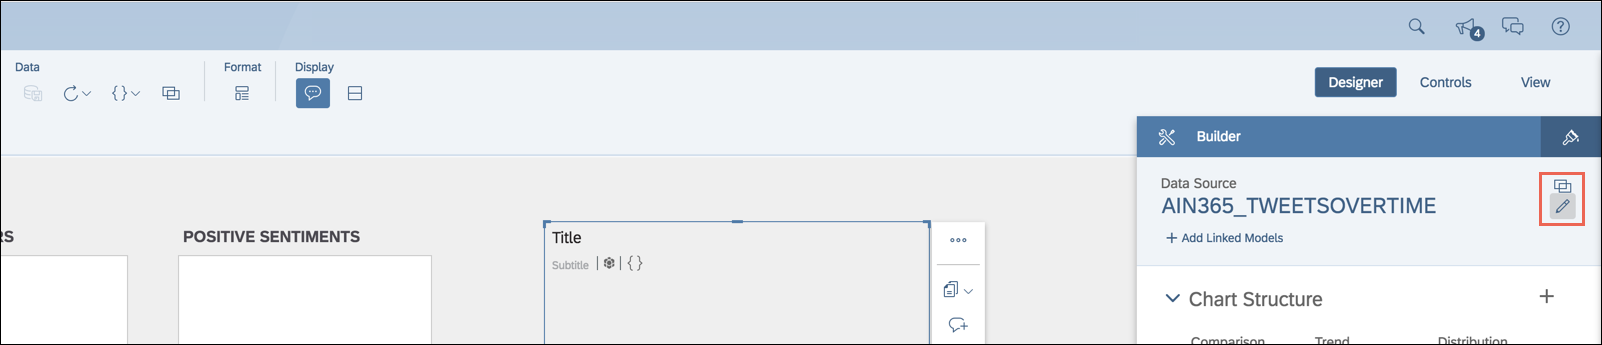 4
Data
Format
Display
Designer
Controls
View
Builder
Data Source
AIN365_TWEETSOVERTIME
+ Add Linked Models
Chart Structure
Comparison
Trend
Distribution
RS
POSITIVE SENTIMENTS
Title
Subtitle